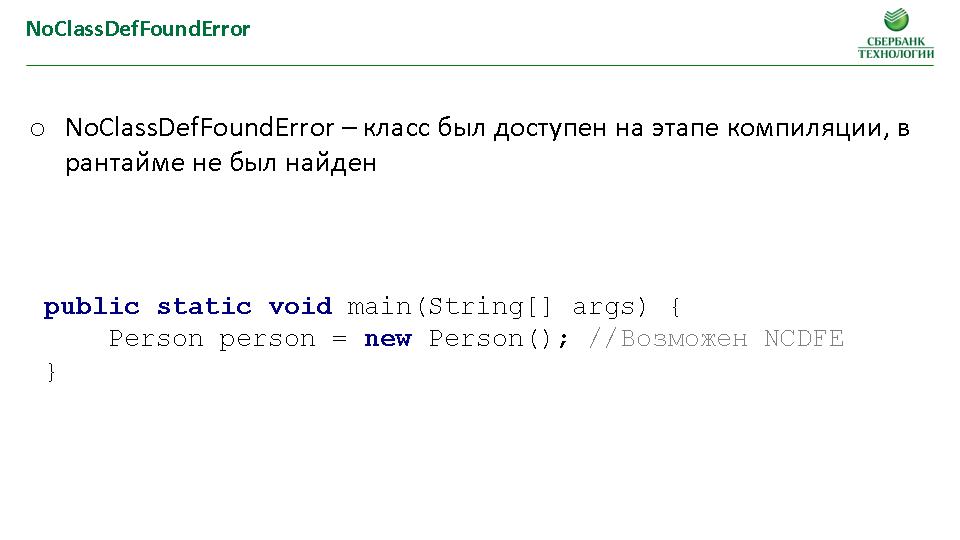 NoClassDefFoundError
СБЕРБАНК
ТЕХНОЛОГИИ
o NoClassDefFoundError – класс был доступен на этапе компиляции, в
рантайме не был найден
public static void main(String[] args) {
    Person person = new Person(); //Возможен NCDFE
}